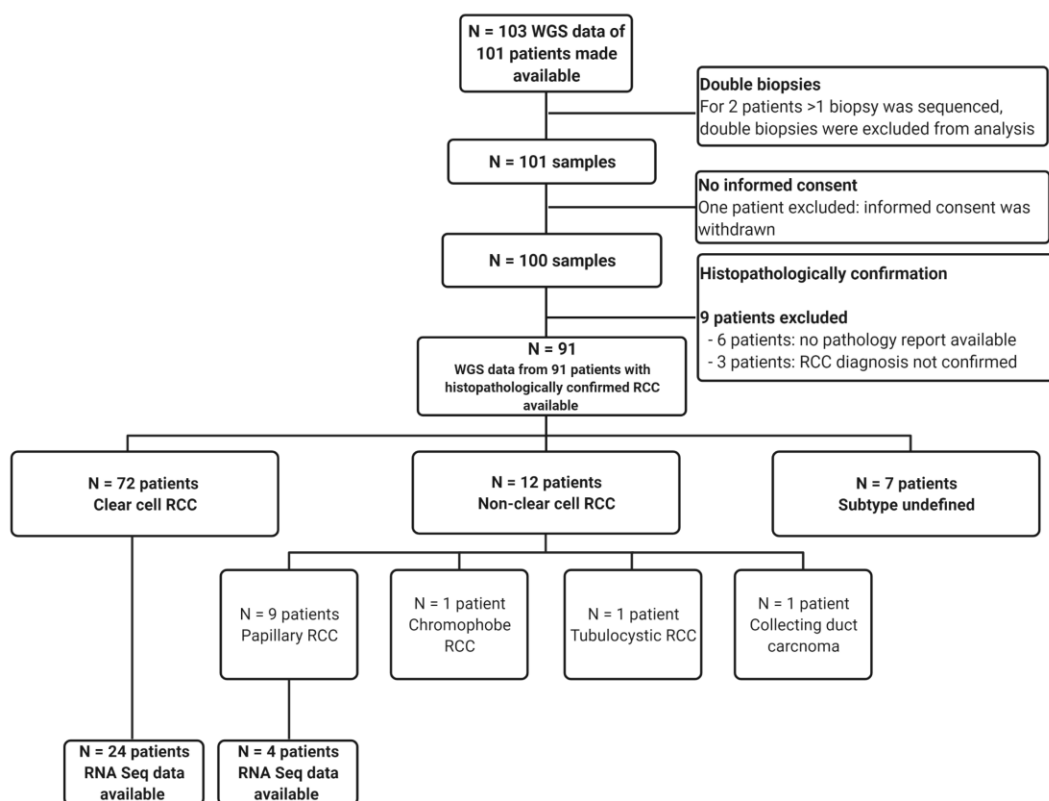 N = 103 WGS data of
101 patients made
available
Double biopsies
For 2 patients >1 biopsy was sequenced,
double biopsies were excluded from analysis
N = 101 samples
No informed consent
One patient excluded: informed consent was
withdrawn
N = 100 samples
Histopathologically confirmation
9 patients excluded
- 6 patients: no pathology report available
- 3 patients: RCC diagnosis not confirmed
N = 91
WGS data from 91 patients with
histopathologically confirmed RCC
available
N = 72 patients
Clear cell RCC
N = 12 patients
Non-clear cell RCC
N = 7 patients
Subtype undefined
N = 9 patients
Papillary RCC
N = 1 patient
Chromophobe
RCC
N = 1 patient
Tubulocystic RCC
N = 1 patient
Collecting duct
carcnoma
N = 24 patients
RNA Seq data
available
N = 4 patients
RNA Seq data
available